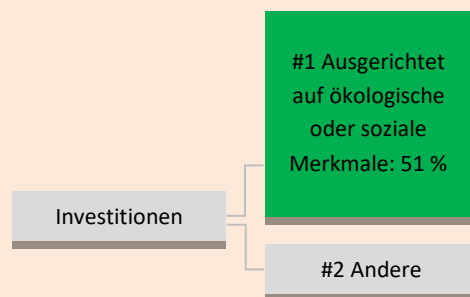 #1 Ausgerichtet
auf ökologische
oder soziale
Merkmale: 51 %
Investitionen
#2 Andere